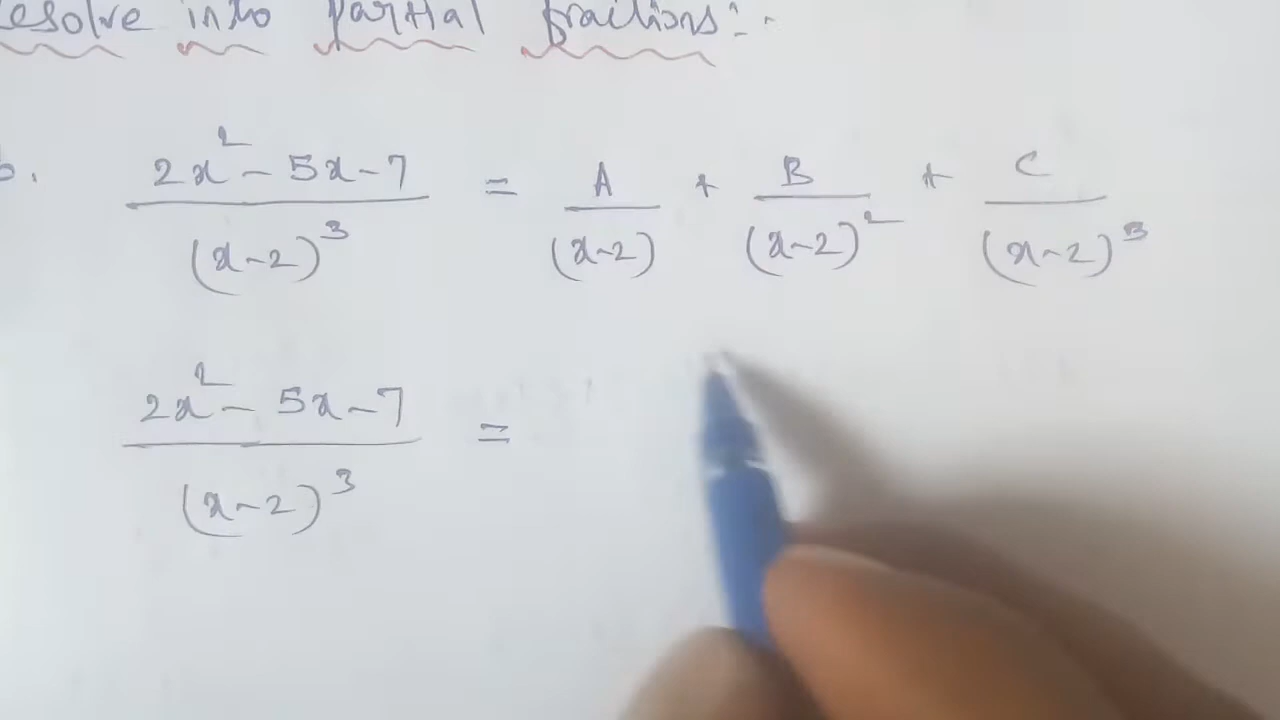 esolve into partial fractions:-
b. 2x² - 5x - 7 / (x-2)³ = A / (x-2) + B / (x-2)² + C / (x-2)³
2x² - 5x - 7 / (x-2)³ =